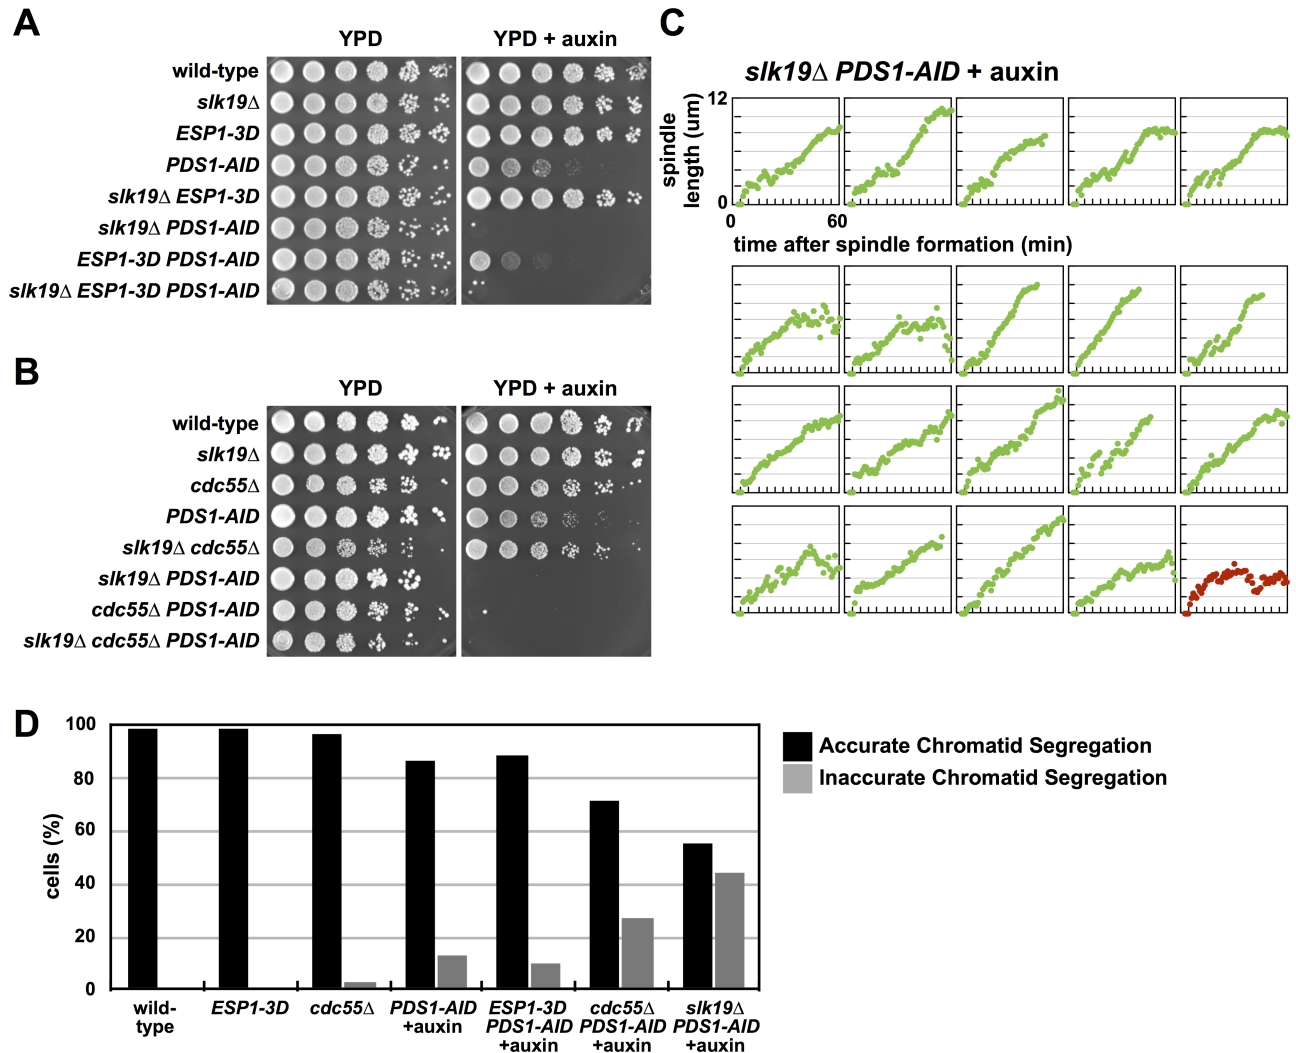 A
YPD
YPD + auxin
wild-type
slk19Δ
ESP1-3D
PDS1-AID
slk19Δ ESP1-3D
slk19Δ PDS1-AID
ESP1-3D PDS1-AID
slk19Δ ESP1-3D PDS1-AID
B
YPD
YPD + auxin
wild-type
slk19Δ
cdc55Δ
PDS1-AID
slk19Δ cdc55Δ
slk19Δ PDS1-AID
cdc55Δ PDS1-AID
slk19Δ cdc55Δ PDS1-AID
C
slk19Δ PDS1-AID + auxin
spindle
length (um)
12
0
0
60
time after spindle formation (min)
D
cells (%)
100
80
60
40
20
0
wild-
type
ESP1-3D
cdc55Δ
PDS1-AID
+auxin
ESP1-3D
PDS1-AID
+auxin
cdc55Δ
PDS1-AID
+auxin
slk19Δ
PDS1-AID
+auxin
Accurate Chromatid Segregation
Inaccurate Chromatid Segregation